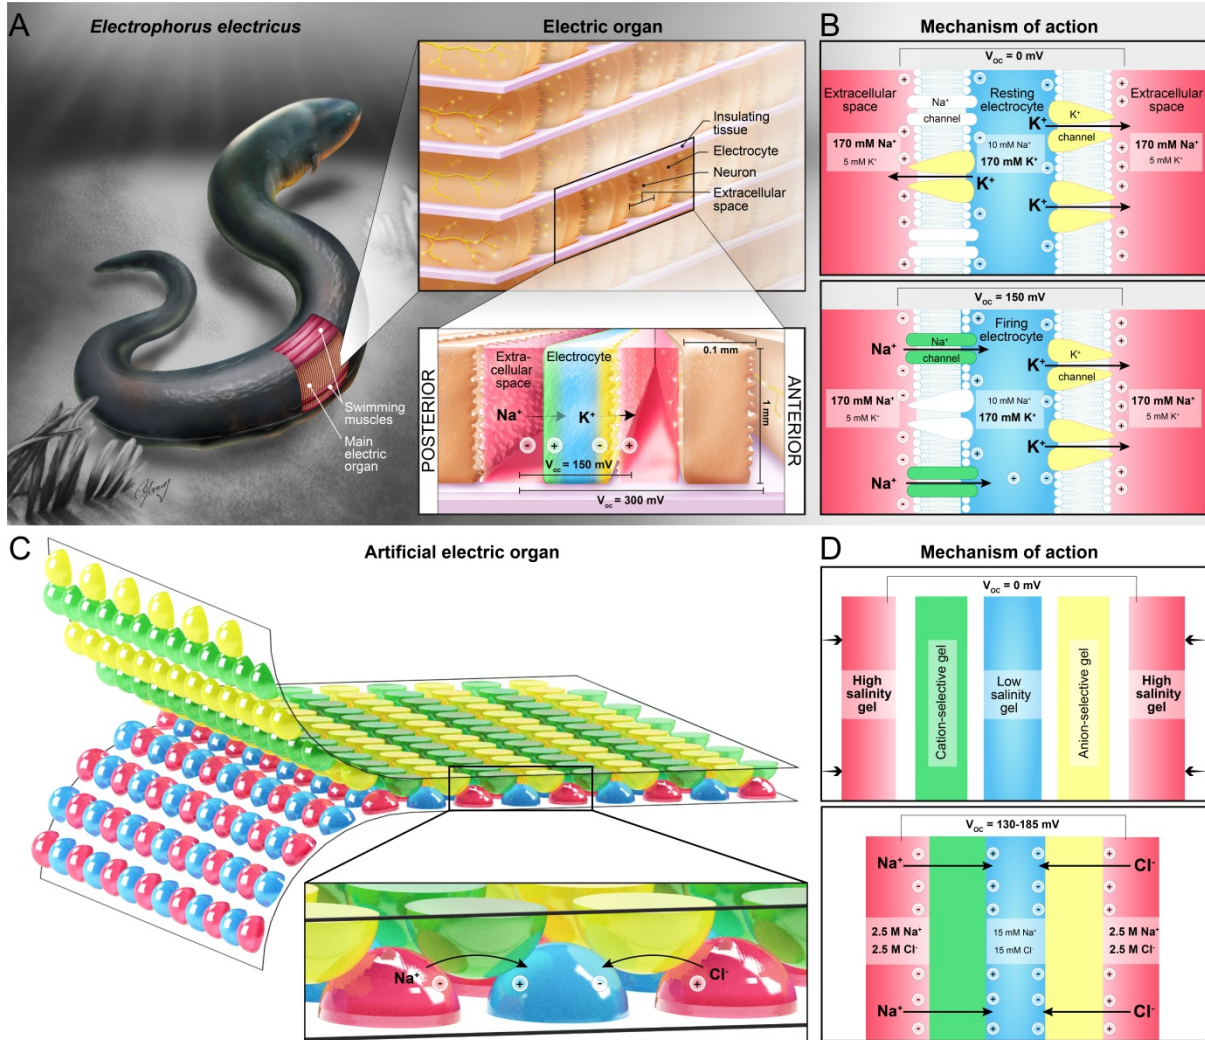 A
Electrophorus electricus
Electric organ
Insulating
tissue
Electrocyte
Neuron
Extracellular
space
Swimming
muscles
Main
electric
organ
POSTERIOR
Extra-
cellular
space
Electrocyte
0.1 mm
1 mm
Na⁺
K⁺
-
+
-
+
V_OC = 150 mV
V_OC = 300 mV
ANTERIOR
B
Mechanism of action
V_OC = 0 mV
Extracellular
space
Na⁺
channel
Resting
electrocyte
K⁺
K⁺
channel
Extracellular
space
170 mM Na⁺
5 mM K⁺
10 mM Na⁺
170 mM K⁺
170 mM Na⁺
5 mM K⁺
K⁺
K⁺
V_OC = 150 mV
Firing
electrocyte
Na⁺
Na⁺
channel
K⁺
K⁺
channel
170 mM Na⁺
5 mM K⁺
10 mM Na⁺
170 mM K⁺
170 mM Na⁺
5 mM K⁺
K⁺
Na⁺
C
Artificial electric organ
Na⁺
-
+
-
Cl⁻
+
D
Mechanism of action
V_OC = 0 mV
High
salinity
gel
Cation-selective gel
Low
salinity
gel
Anion-selective gel
High
salinity
gel
V_OC = 130-185 mV
Na⁺
Cl⁻
2.5 M Na⁺
2.5 M Cl⁻
15 mM Na⁺
15 mM Cl⁻
2.5 M Na⁺
2.5 M Cl⁻
Na⁺
Cl⁻